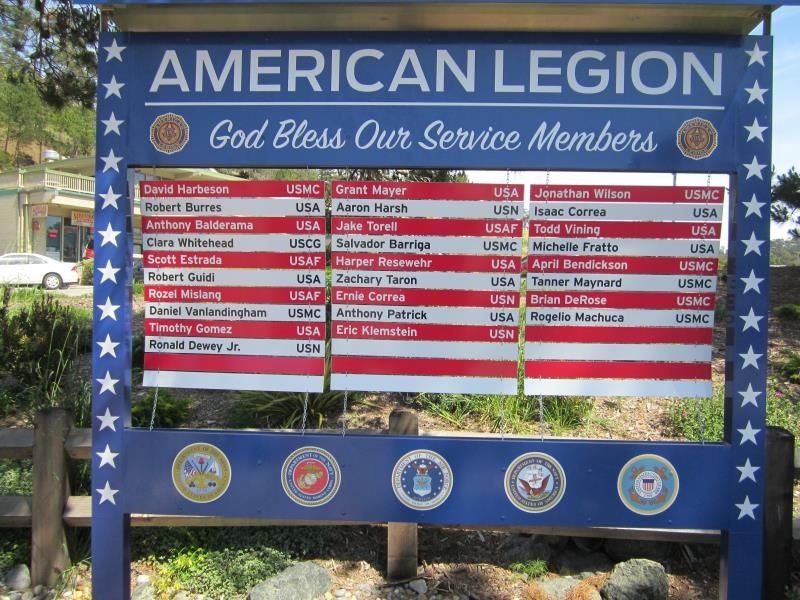 AMERICAN LEGION
God Bless Our Service Members
David Harbeson USMC
Robert Burres USA
Anthony Balderama USA
Clara Whitehead USCG
Scott Estrada USAF
Robert Guidi USA
Rozel Mislang USAF
Daniel Vanlandingham USMC
Timothy Gomez USA
Ronald Dewey Jr. USN
Grant Mayer USA
Aaron Harsh USN
Jake Torell USAF
Salvador Barriga USMC
Harper Resewehr USA
Zachary Taron USA
Ernie Correa USN
Anthony Patrick USA
Eric Klemstein USN
Jonathan Wilson USMC
Isaac Correa USA
Todd Vining USA
Michelle Fratto USA
April Bendickson USMC
Tanner Maynard USMC
Brian DeRose USMC
Rogelio Machuca USMC